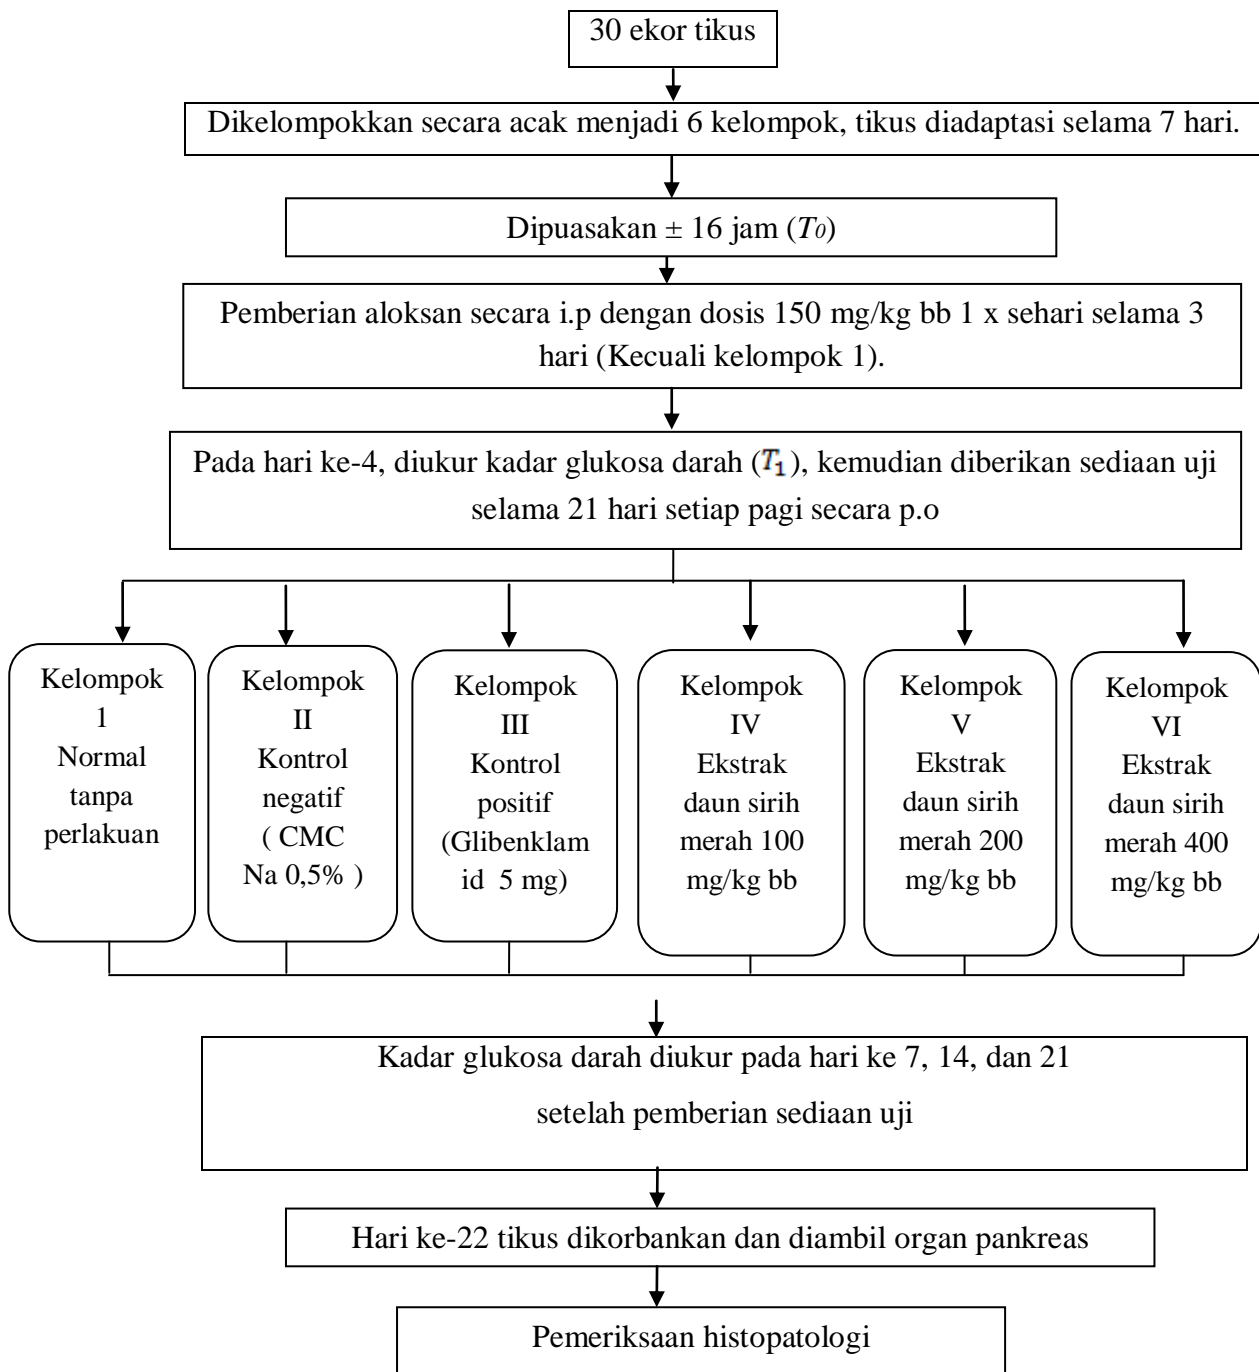 30 ekor tikus
Dikelompokkan secara acak menjadi 6 kelompok, tikus diadaptasi selama 7 hari.
Dipuasakan ± 16 jam (T0)
Pemberian aloksan secara i.p dengan dosis 150 mg/kg bb 1 x sehari selama 3
hari (Kecuali kelompok 1).
Pada hari ke-4, diukur kadar glukosa darah (T1), kemudian diberikan sediaan uji
selama 21 hari setiap pagi secara p.o
Kelompok
1
Normal
tanpa
perlakuan
Kelompok
II
Kontrol
negatif
( CMC
Na 0,5% )
Kelompok
III
Kontrol
positif
(Glibenklam
id 5 mg)
Kelompok
IV
Ekstrak
daun sirih
merah 100
mg/kg bb
Kelompok
V
Ekstrak
daun sirih
merah 200
mg/kg bb
Kelompok
VI
Ekstrak
daun sirih
merah 400
mg/kg bb
Kadar glukosa darah diukur pada hari ke 7, 14, dan 21
setelah pemberian sediaan uji
Hari ke-22 tikus dikorbankan dan diambil organ pankreas
Pemeriksaan histopatologi